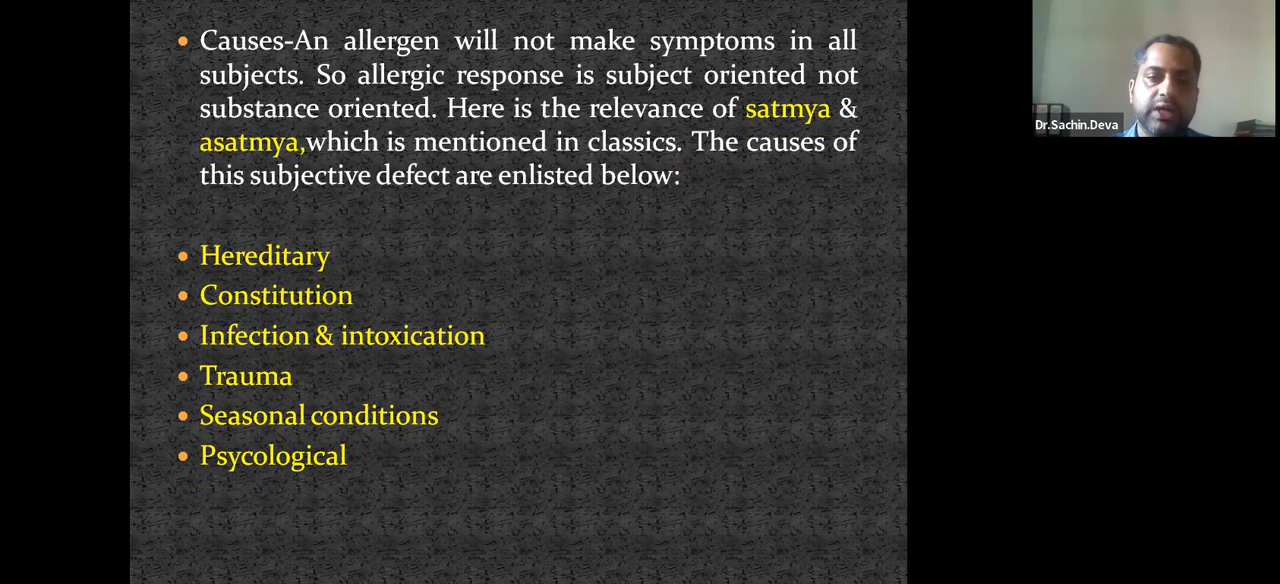 Causes-An allergen will not make symptoms in all
subjects. So allergic response is subject oriented not
substance oriented. Here is the relevance of satmya &
asatmya,which is mentioned in classics. The causes of
this subjective defect are enlisted below:
Hereditary
Constitution
Infection & intoxication
Trauma
Seasonal conditions
Psycological
Dr.Sachin.Deva